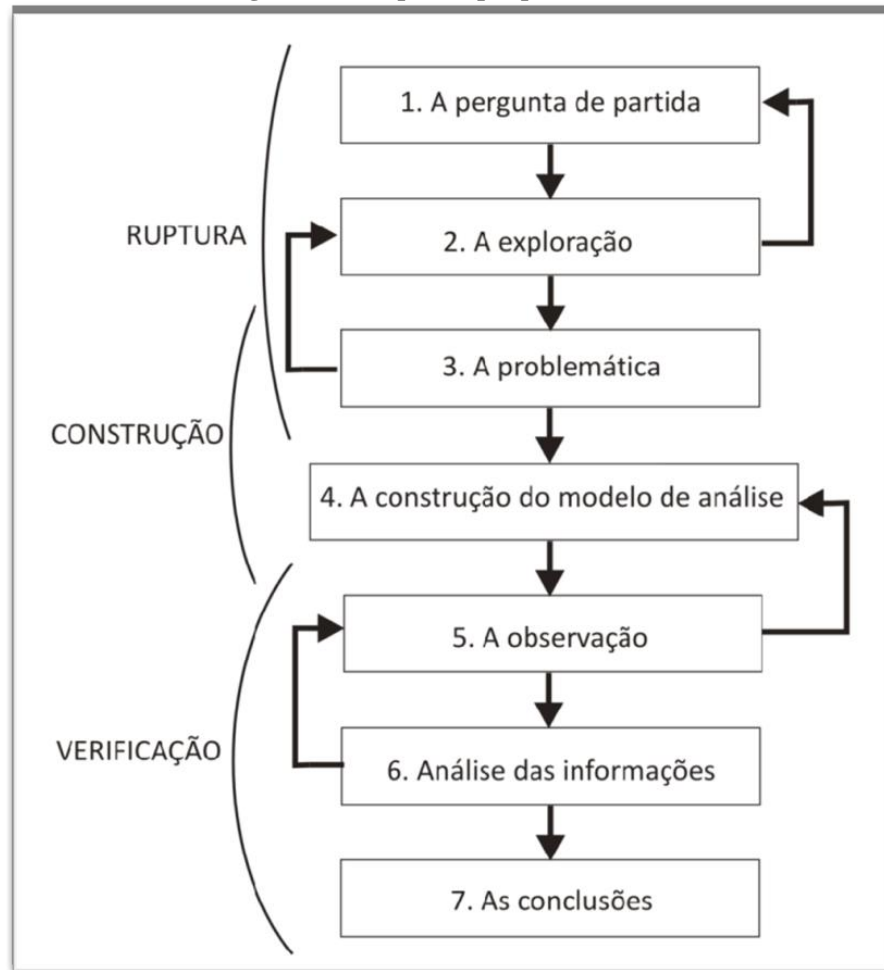 1. A pergunta de partida
RUPTURA
2. A exploração
3. A problemática
CONSTRUÇÃO
4. A construção do modelo de análise
5. A observação
VERIFICAÇÃO
6. Análise das informações
7. As conclusões